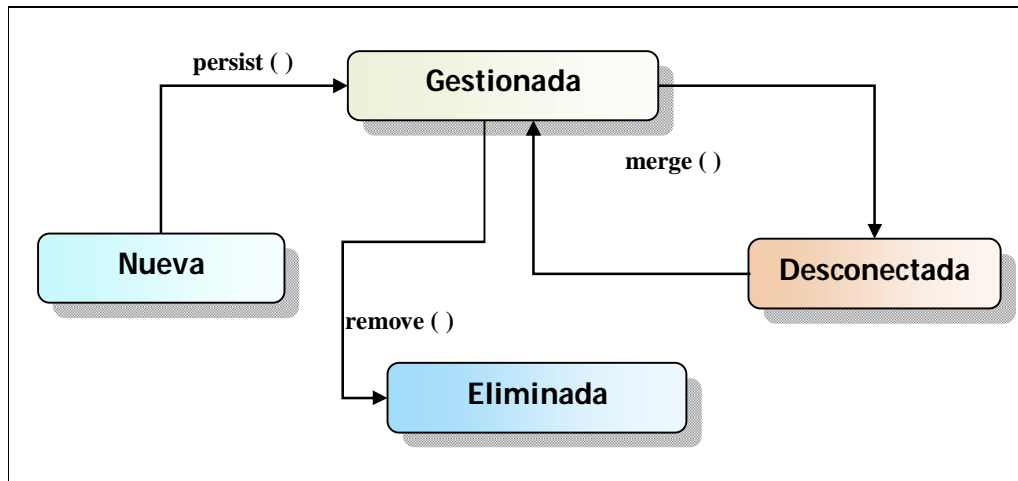 persist ( )
Gestionada
merge ( )
Nueva
Desconectada
remove ( )
Eliminada